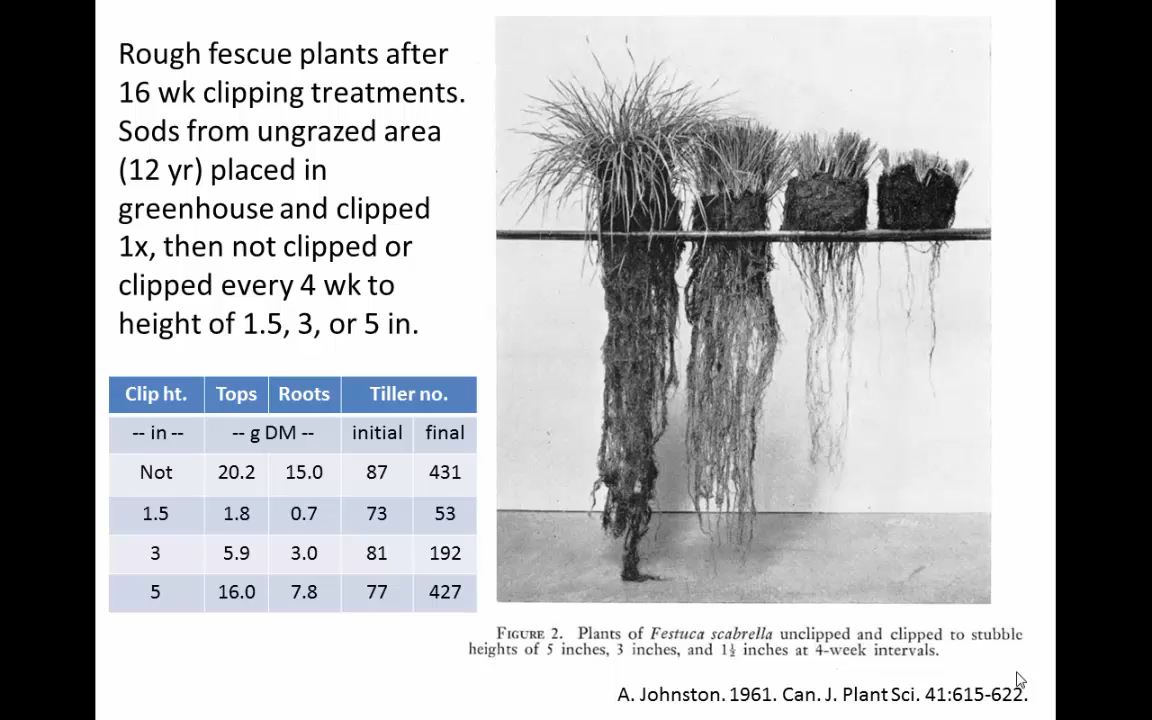 Rough fescue plants after
16 wk clipping treatments.
Sods from ungrazed area
(12 yr) placed in
greenhouse and clipped
1x, then not clipped or
clipped every 4 wk to
height of 1.5, 3, or 5 in.
Clip ht. Tops Roots Tiller no.
-- in -- -- g DM -- initial final
Not 20.2 15.0 87 431
1.5 1.8 0.7 73 53
3 5.9 3.0 81 192
5 16.0 7.8 77 427
FIGURE 2. Plants of Festuca scabrella unclipped and clipped to stubble
heights of 5 inches, 3 inches, and 1½ inches at 4-week intervals.
A. Johnston. 1961. Can. J. Plant Sci. 41:615-622.